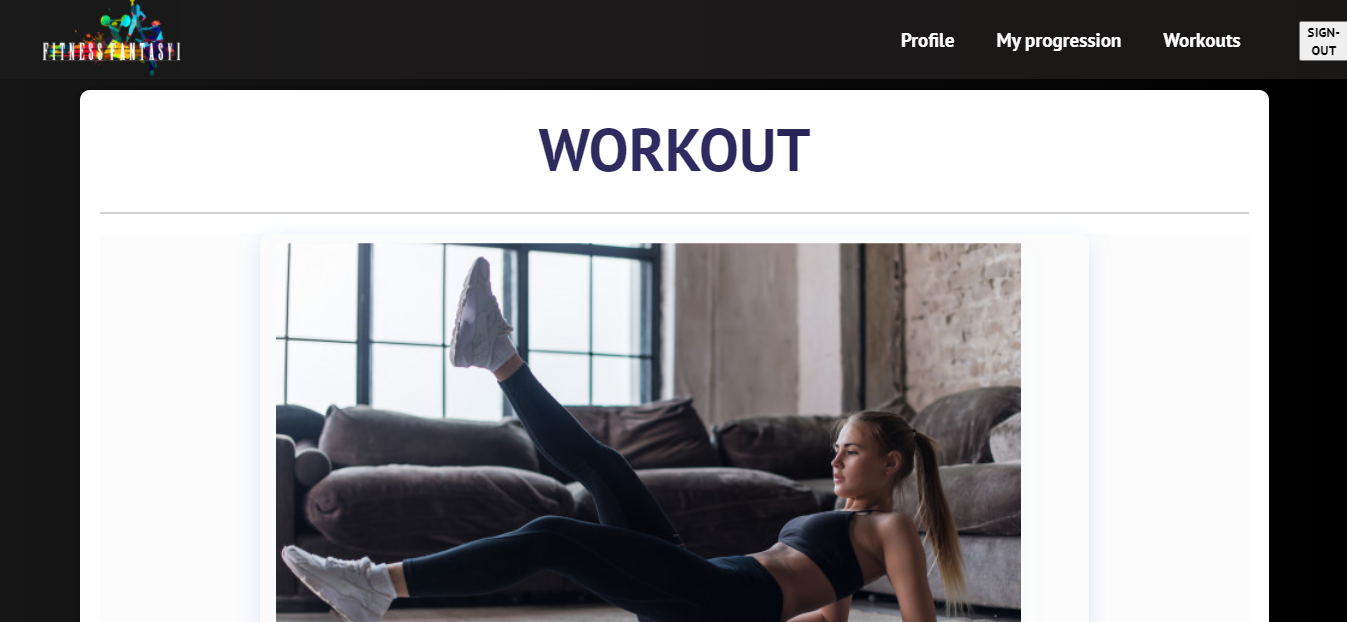 FITNESS FANTASY
Profile
My progression
Workouts
SIGN-
OUT
WORKOUT